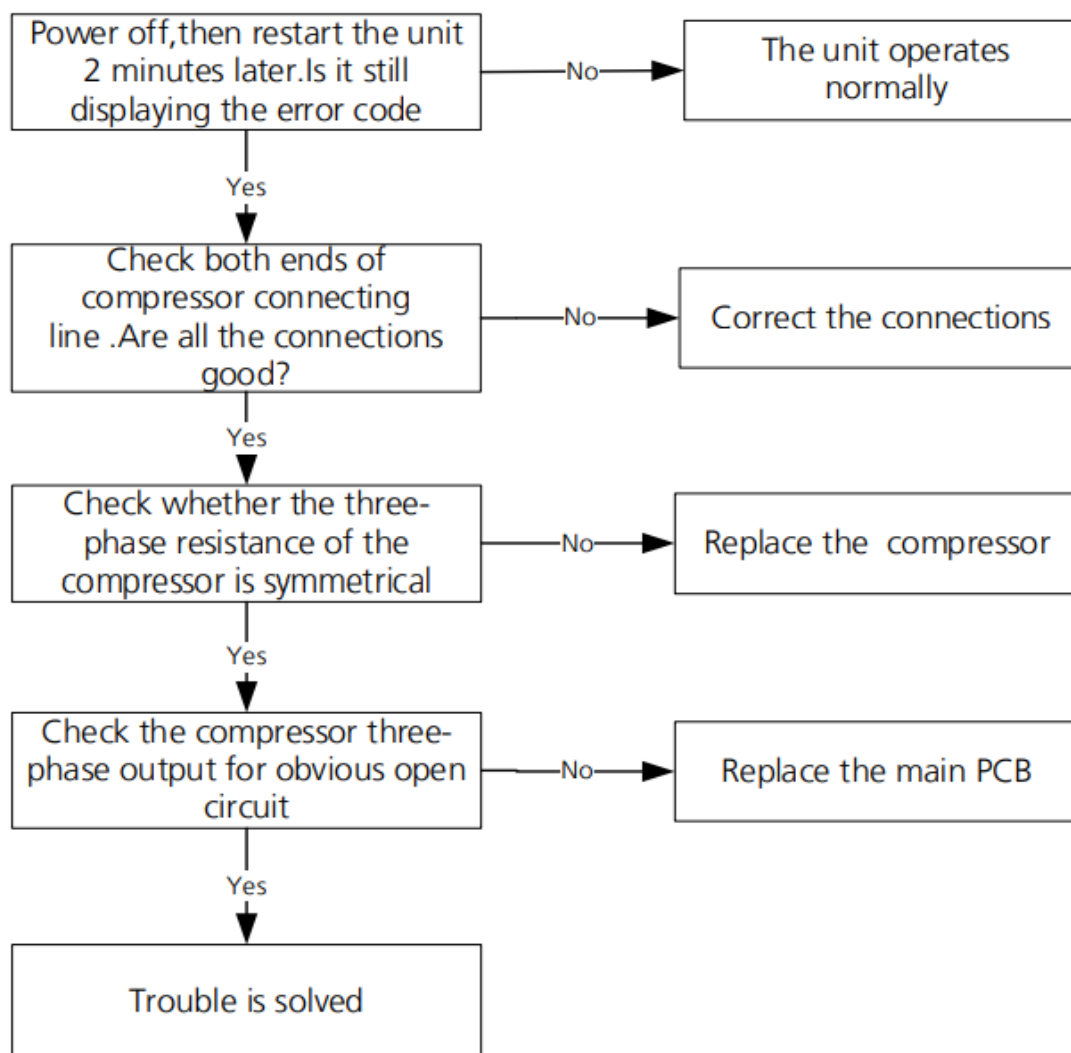 Power off,then restart the unit
2 minutes later.Is it still
displaying the error code
No
The unit operates
normally
Yes
Check both ends of
compressor connecting
line .Are all the connections
good?
No
Correct the connections
Yes
Check whether the three-
phase resistance of the
compressor is symmetrical
No
Replace the compressor
Yes
Check the compressor three-
phase output for obvious open
circuit
No
Replace the main PCB
Yes
Trouble is solved